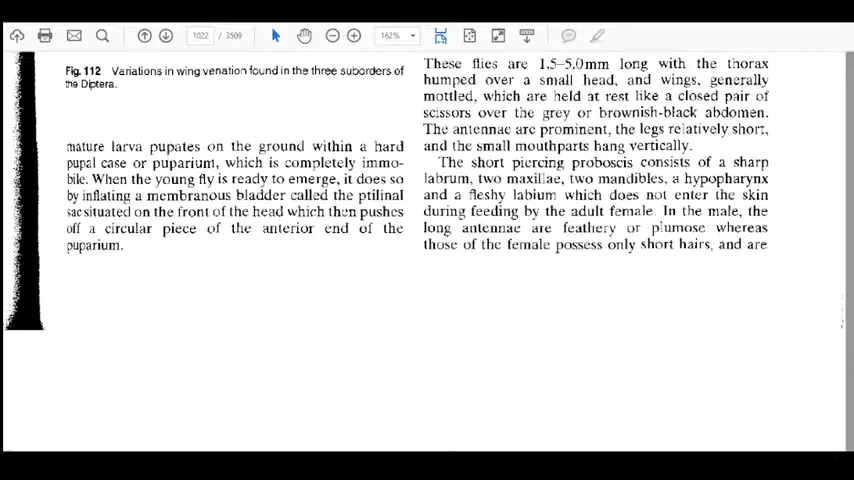 1022 / 3509
162%
Fig. 112 Variations in wing venation found in the three suborders of
the Diptera.
mature larva pupates on the ground within a hard
pupal case or puparium, which is completely immo-
bile. When the young fly is ready to emerge, it does so
by inflating a membranous bladder called the ptilinal
sac situated on the front of the head which then pushes
off a circular piece of the anterior end of the
puparium.
These flies are 1.5–5.0mm long with the thorax
humped over a small head, and wings, generally
mottled, which are held at rest like a closed pair of
scissors over the grey or brownish-black abdomen.
The antennae are prominent, the legs relatively short,
and the small mouthparts hang vertically.
The short piercing proboscis consists of a sharp
labrum, two maxillae, two mandibles, a hypopharynx
and a fleshy labium which does not enter the skin
during feeding by the adult female. In the male, the
long antennae are feathery or plumose whereas
those of the female possess only short hairs, and are